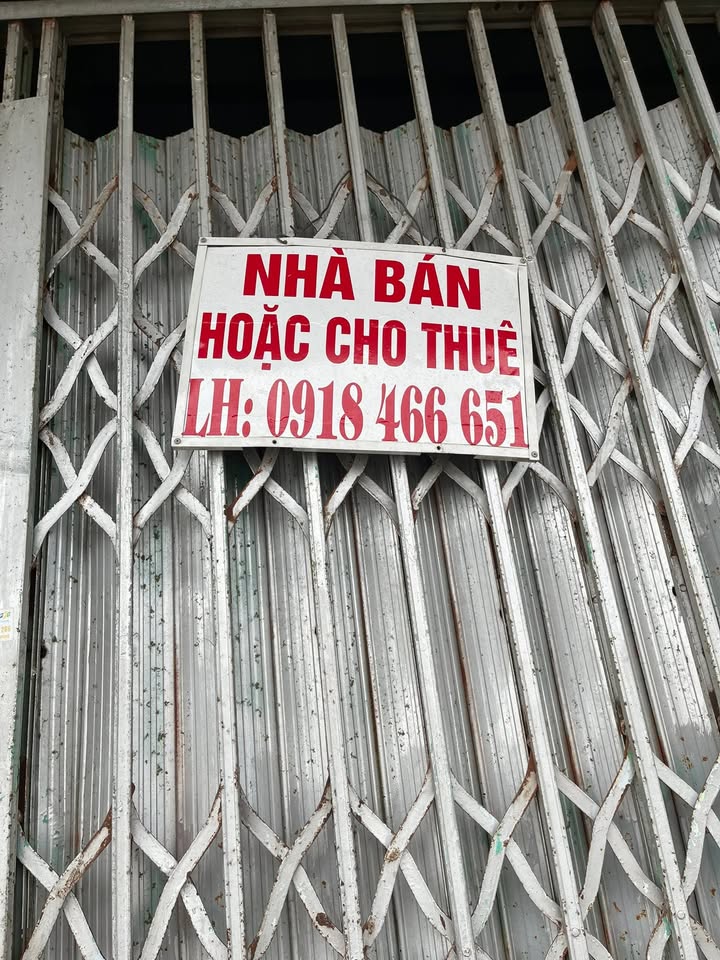 NHÀ BÁN
HOẶC CHO THUÊ
LH: 0918 466 651